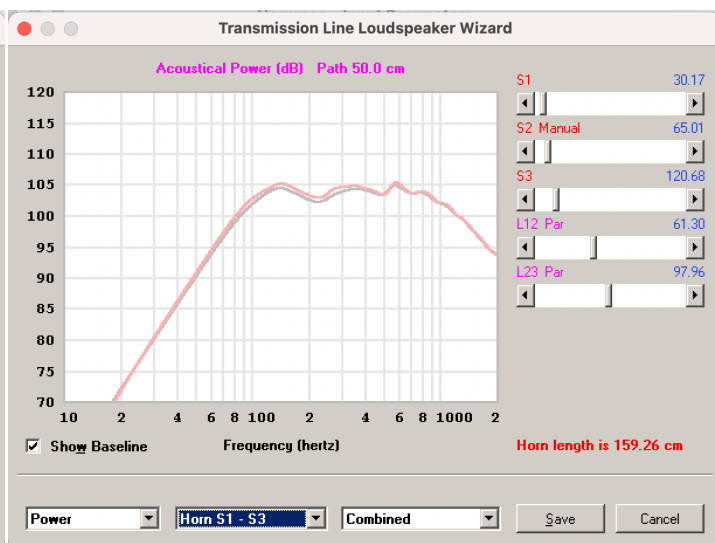 Transmission Line Loudspeaker Wizard
Acoustical Power (dB) Path 50.0 cm
120
115
110
105
100
95
90
85
80
75
70
10 2 4 6 8 100 2 4 6 8 1000 2
Show Baseline
Frequency (hertz)
S1 30.17
S2 Manual 65.01
S3 120.68
L12 Par 61.30
L23 Par 97.96
Horn length is 159.26 cm
Power
Horn S1 - S3
Combined
Save
Cancel